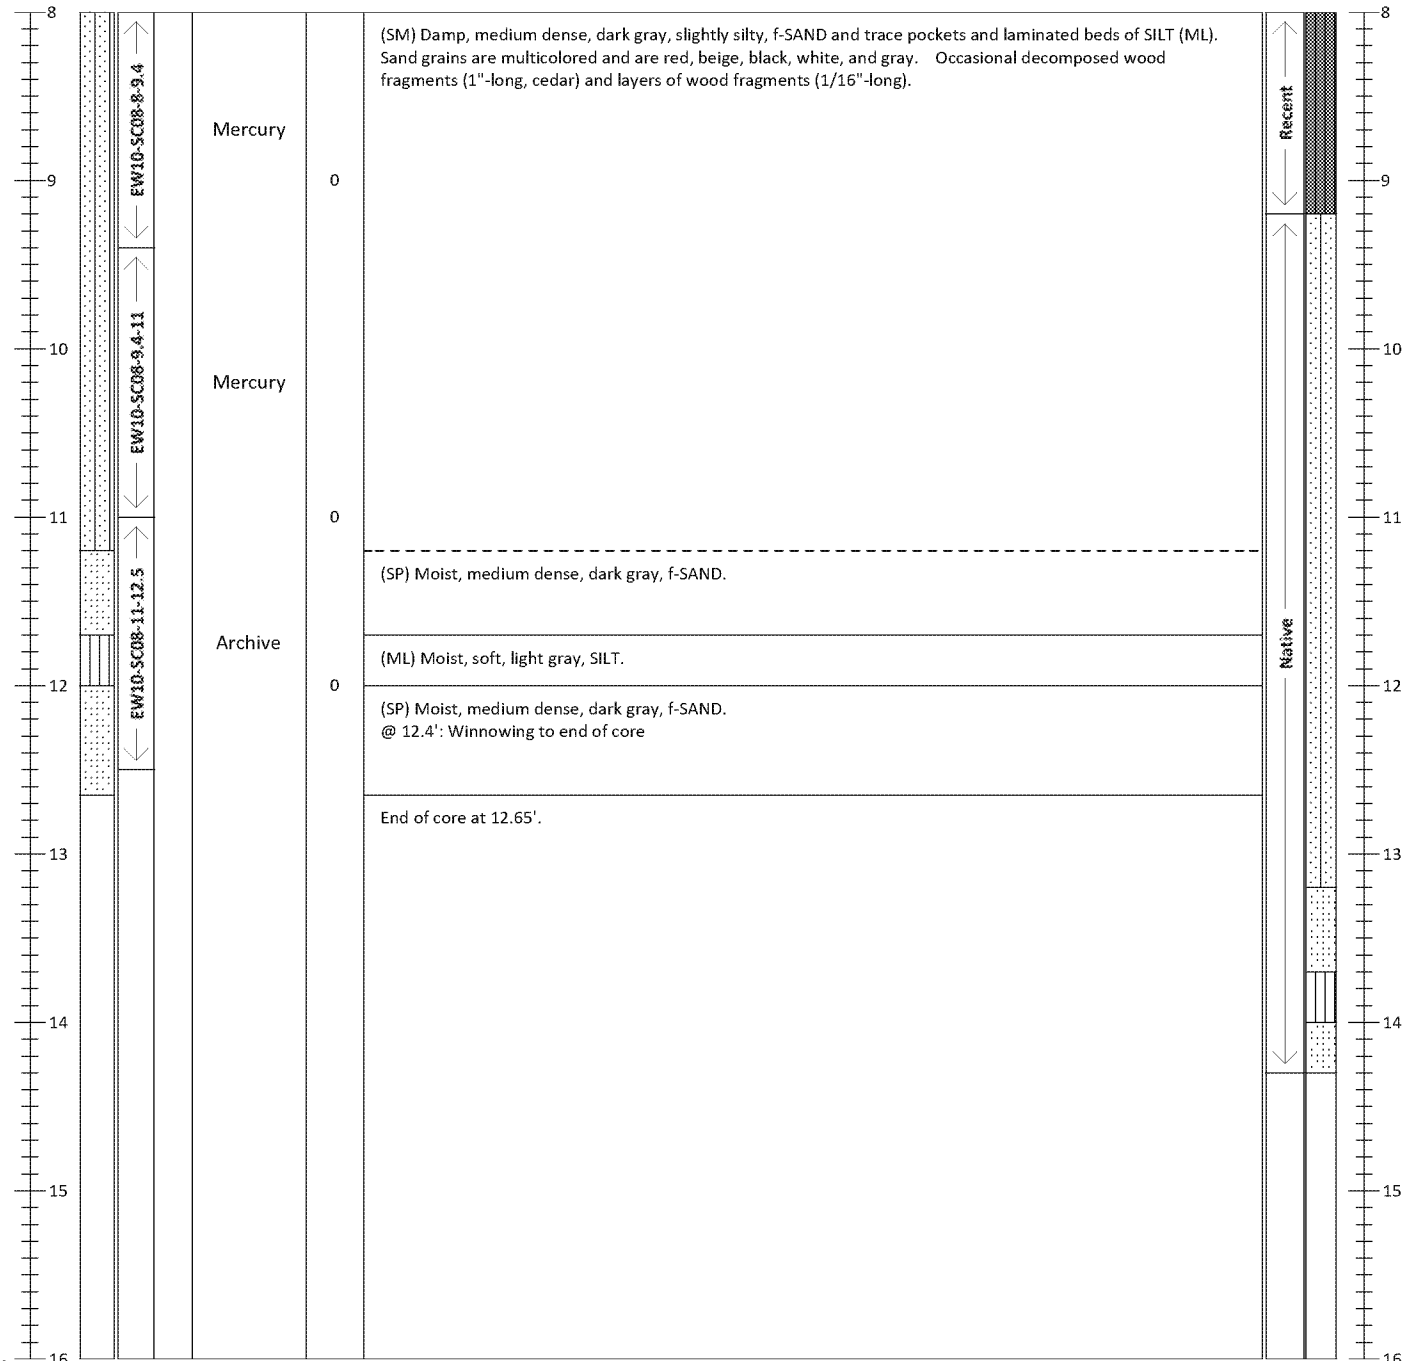 8
8
(SM) Damp, medium dense, dark gray, slightly silty, f-SAND and trace pockets and laminated beds of SILT (ML).
Sand grains are multicolored and are red, beige, black, white, and gray. Occasional decomposed wood
fragments (1"-long, cedar) and layers of wood fragments (1/16"-long).
EW10-SC08-8-9.4
Mercury
Recent
9
0
9
EW10-SC08-9.4-11
10
10
Mercury
11
0
11
(SP) Moist, medium dense, dark gray, f-SAND.
EW10-SC08-11-12.5
Archive
Native
(ML) Moist, soft, light gray, SILT.
12
0
12
(SP) Moist, medium dense, dark gray, f-SAND.
@ 12.4': Winnowing to end of core
End of core at 12.65'.
13
13
14
14
15
15
16
16